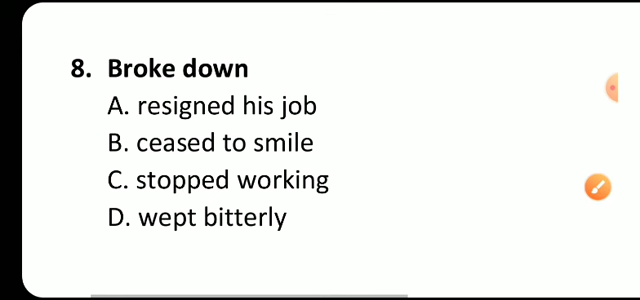 8. Broke down
A. resigned his job
B. ceased to smile
C. stopped working
D. wept bitterly